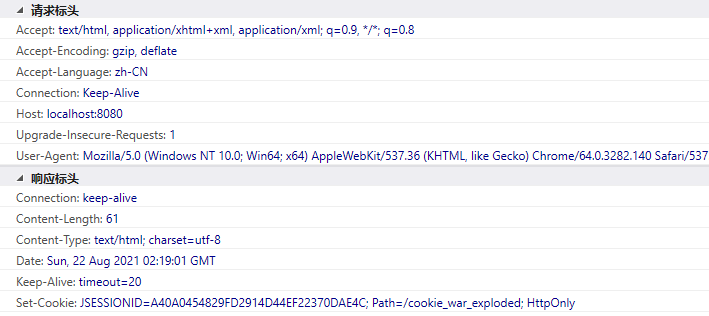 请求标头
Accept: text/html, application/xhtml+xml, application/xml; q=0.9, */*; q=0.8
Accept-Encoding: gzip, deflate
Accept-Language: zh-CN
Connection: Keep-Alive
Host: localhost:8080
Upgrade-Insecure-Requests: 1
User-Agent: Mozilla/5.0 (Windows NT 10.0; Win64; x64) AppleWebKit/537.36 (KHTML, like Gecko) Chrome/64.0.3282.140 Safari/537
响应标头
Connection: keep-alive
Content-Length: 61
Content-Type: text/html; charset=utf-8
Date: Sun, 22 Aug 2021 02:19:01 GMT
Keep-Alive: timeout=20
Set-Cookie: JSESSIONID=A40A0454829FD2914D44EF22370DAE4C; Path=/cookie_war_exploded; HttpOnly